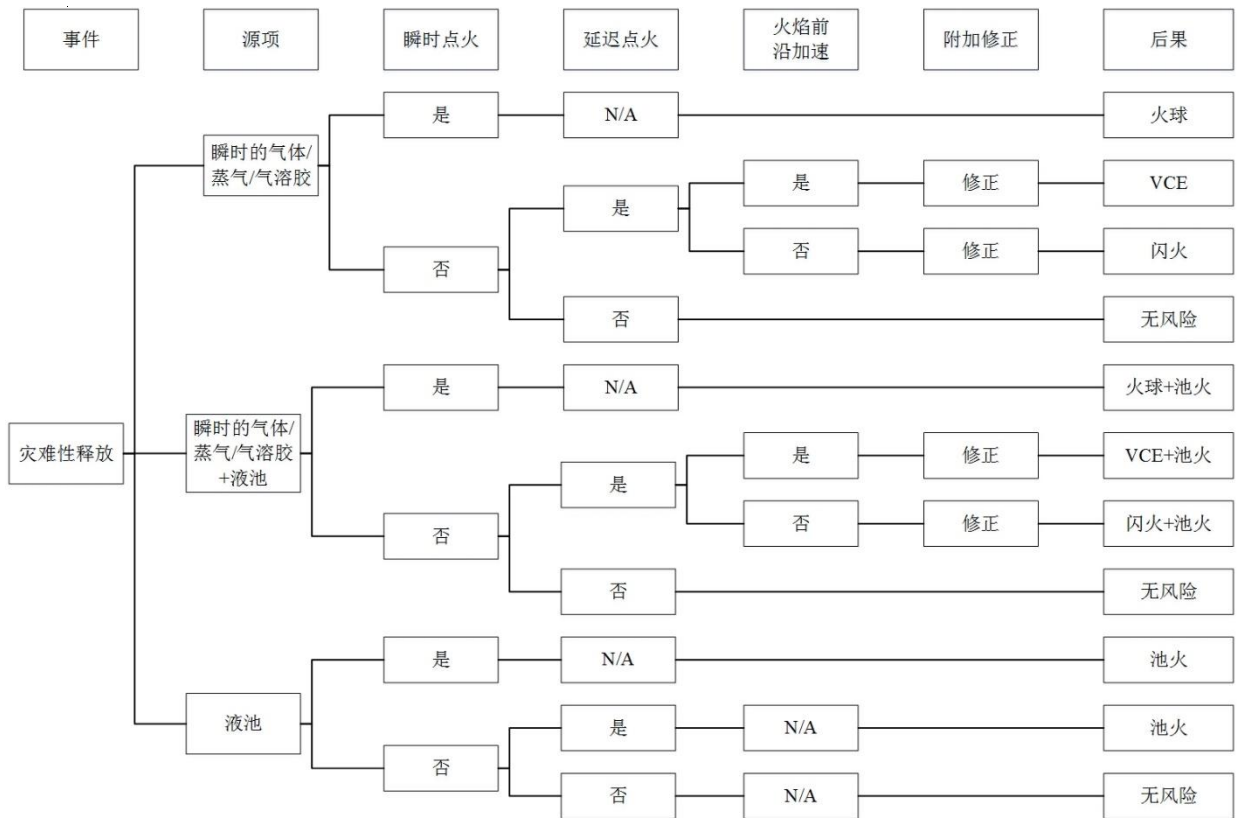 事件
源项
瞬时点火
延迟点火
火焰前
沿加速
附加修正
后果
是
N/A
火球
瞬时的气体/
蒸气/气溶胶
是
修正
VCE
是
否
修正
闪火
否
否
无风险
是
N/A
火球+池火
灾难性释放
瞬时的气体/
蒸气/气溶胶
+液池
是
修正
VCE+池火
是
否
修正
闪火+池火
否
否
无风险
是
N/A
池火
液池
是
N/A
池火
否
否
N/A
无风险